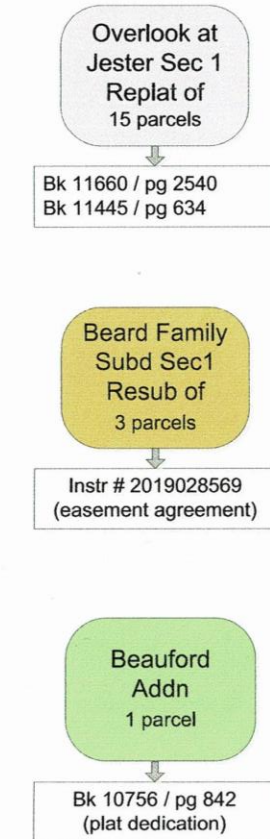 Overlook at
Jester Sec 1
Replat of
15 parcels
Bk 11660 / pg 2540
Bk 11445 / pg 634
Beard Family
Subd Sec1
Resub of
3 parcels
Instr # 2019028569
(easement agreement)
Beauford
Addn
1 parcel
Bk 10756 / pg 842
(plat dedication)